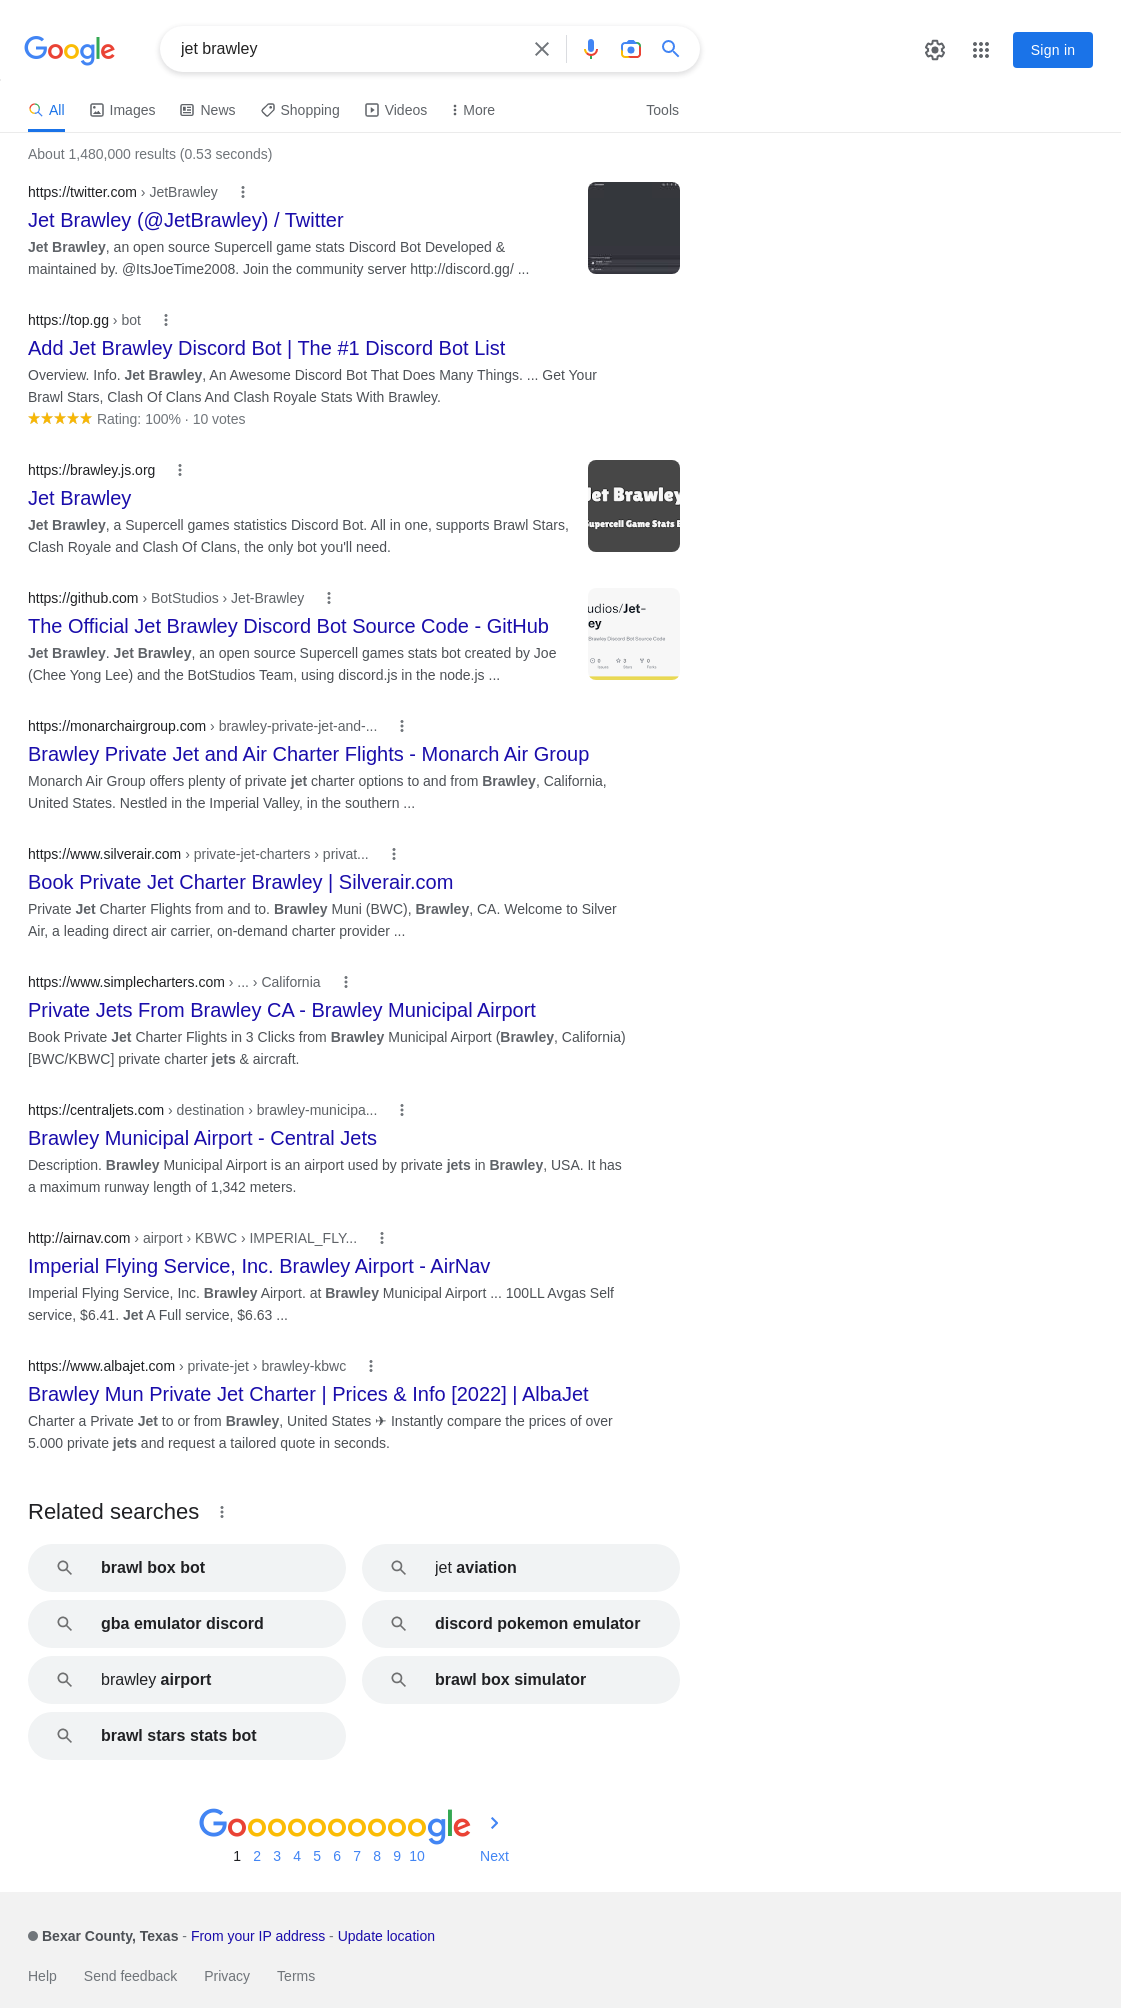 Google
jet brawley
Sign in
All
Images
News
Shopping
Videos
More
Tools
About 1,480,000 results (0.53 seconds)
https://twitter.com › JetBrawley
Jet Brawley (@JetBrawley) / Twitter
Jet Brawley, an open source Supercell game stats Discord Bot Developed &
maintained by. @ItsJoeTime2008. Join the community server http://discord.gg/ ...
https://top.gg › bot
Add Jet Brawley Discord Bot | The #1 Discord Bot List
Overview. Info. Jet Brawley, An Awesome Discord Bot That Does Many Things. ... Get Your
Brawl Stars, Clash Of Clans And Clash Royale Stats With Brawley.
Rating: 100% · 10 votes
https://brawley.js.org
Jet Brawley
Jet Brawley, a Supercell games statistics Discord Bot. All in one, supports Brawl Stars,
Clash Royale and Clash Of Clans, the only bot you'll need.
Jet Brawley
Supercell Game Stats B
https://github.com › BotStudios › Jet-Brawley
The Official Jet Brawley Discord Bot Source Code - GitHub
Jet Brawley. Jet Brawley, an open source Supercell games stats bot created by Joe
(Chee Yong Lee) and the BotStudios Team, using discord.js in the node.js ...
udios/Jet-
ey
Brawley Discord Bot Source Code
0 3 0
https://monarchairgroup.com › brawley-private-jet-and-...
Brawley Private Jet and Air Charter Flights - Monarch Air Group
Monarch Air Group offers plenty of private jet charter options to and from Brawley, California,
United States. Nestled in the Imperial Valley, in the southern ...
https://www.silverair.com › private-jet-charters › privat...
Book Private Jet Charter Brawley | Silverair.com
Private Jet Charter Flights from and to. Brawley Muni (BWC), Brawley, CA. Welcome to Silver
Air, a leading direct air carrier, on-demand charter provider ...
https://www.simplecharters.com › ... › California
Private Jets From Brawley CA - Brawley Municipal Airport
Book Private Jet Charter Flights in 3 Clicks from Brawley Municipal Airport (Brawley, California)
[BWC/KBWC] private charter jets & aircraft.
https://centraljets.com › destination › brawley-municipa...
Brawley Municipal Airport - Central Jets
Description. Brawley Municipal Airport is an airport used by private jets in Brawley, USA. It has
a maximum runway length of 1,342 meters.
http://airnav.com › airport › KBWC › IMPERIAL_FLY...
Imperial Flying Service, Inc. Brawley Airport - AirNav
Imperial Flying Service, Inc. Brawley Airport. at Brawley Municipal Airport ... 100LL Avgas Self
service, $6.41. Jet A Full service, $6.63 ...
https://www.albajet.com › private-jet › brawley-kbwc
Brawley Mun Private Jet Charter | Prices & Info [2022] | AlbaJet
Charter a Private Jet to or from Brawley, United States ✈ Instantly compare the prices of over
5.000 private jets and request a tailored quote in seconds.
Related searches
brawl box bot
jet aviation
gba emulator discord
discord pokemon emulator
brawley airport
brawl box simulator
brawl stars stats bot
Goooooooooogle
1 2 3 4 5 6 7 8 9 10 Next
Bexar County, Texas - From your IP address - Update location
Help Send feedback Privacy Terms